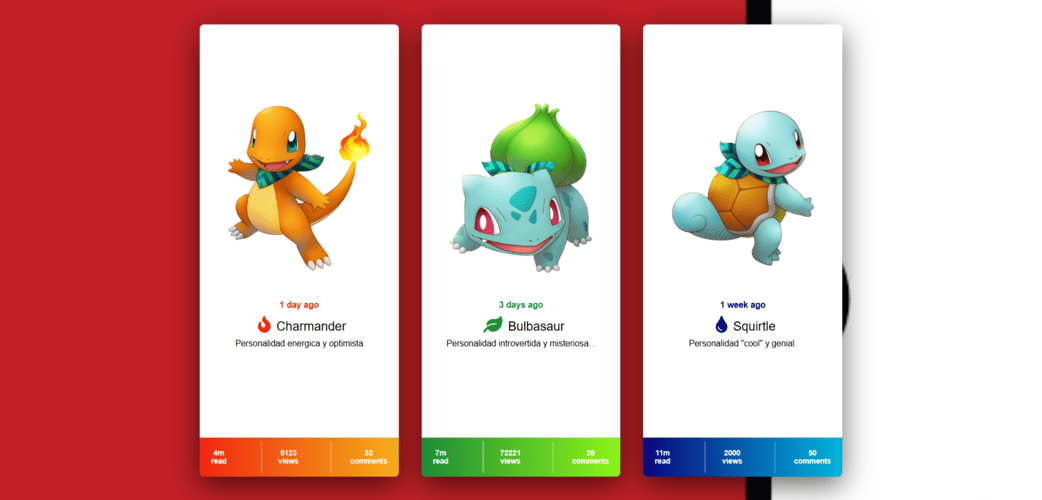 1 day ago
Charmander
Personalidad energica y optimista
4m
read
5123
views
32
comments
3 days ago
Bulbasaur
Personalidad introvertida y misteriosa...
7m
read
72221
views
25
comments
1 week ago
Squirtle
Personalidad "cool" y genial.
11m
read
2000
views
50
comments